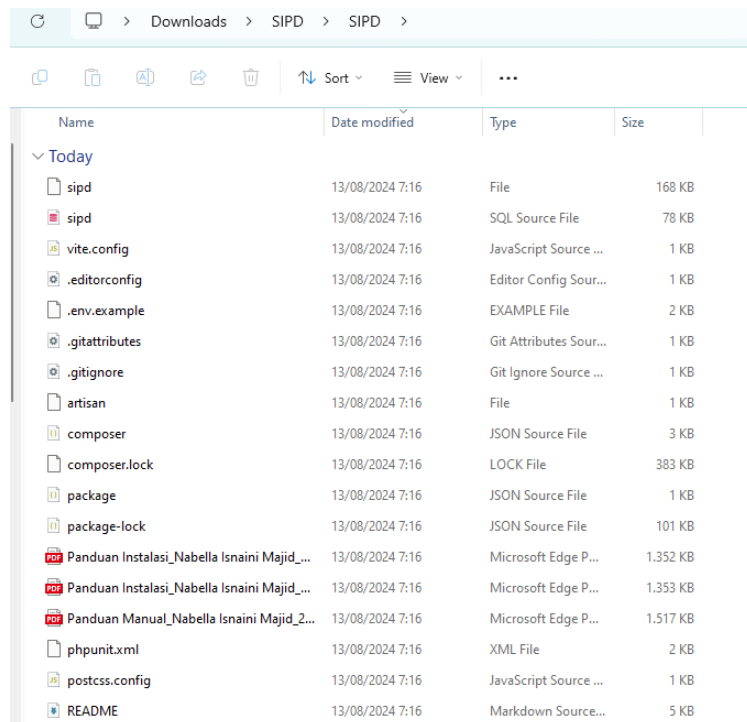 > Downloads > SIPD > SIPD >
Sort View ...
Name Date modified Type Size
Today
sipd 13/08/2024 7:16 File 168 KB
sipd 13/08/2024 7:16 SQL Source File 78 KB
vite.config 13/08/2024 7:16 JavaScript Source ... 1 KB
.editorconfig 13/08/2024 7:16 Editor Config Sour... 1 KB
.env.example 13/08/2024 7:16 EXAMPLE File 2 KB
.gitattributes 13/08/2024 7:16 Git Attributes Sour... 1 KB
.gitignore 13/08/2024 7:16 Git Ignore Source ... 1 KB
artisan 13/08/2024 7:16 File 1 KB
composer 13/08/2024 7:16 JSON Source File 3 KB
composer.lock 13/08/2024 7:16 LOCK File 383 KB
package 13/08/2024 7:16 JSON Source File 1 KB
package-lock 13/08/2024 7:16 JSON Source File 101 KB
PDF Panduan Instalasi_Nabella Isnaini Majid_... 13/08/2024 7:16 Microsoft Edge P... 1.352 KB
PDF Panduan Instalasi_Nabella Isnaini Majid_... 13/08/2024 7:16 Microsoft Edge P... 1.353 KB
PDF Panduan Manual_Nabella Isnaini Majid_2... 13/08/2024 7:16 Microsoft Edge P... 1.517 KB
phpunit.xml 13/08/2024 7:16 XML File 2 KB
postcss.config 13/08/2024 7:16 JavaScript Source ... 1 KB
README 13/08/2024 7:16 Markdown Source... 5 KB